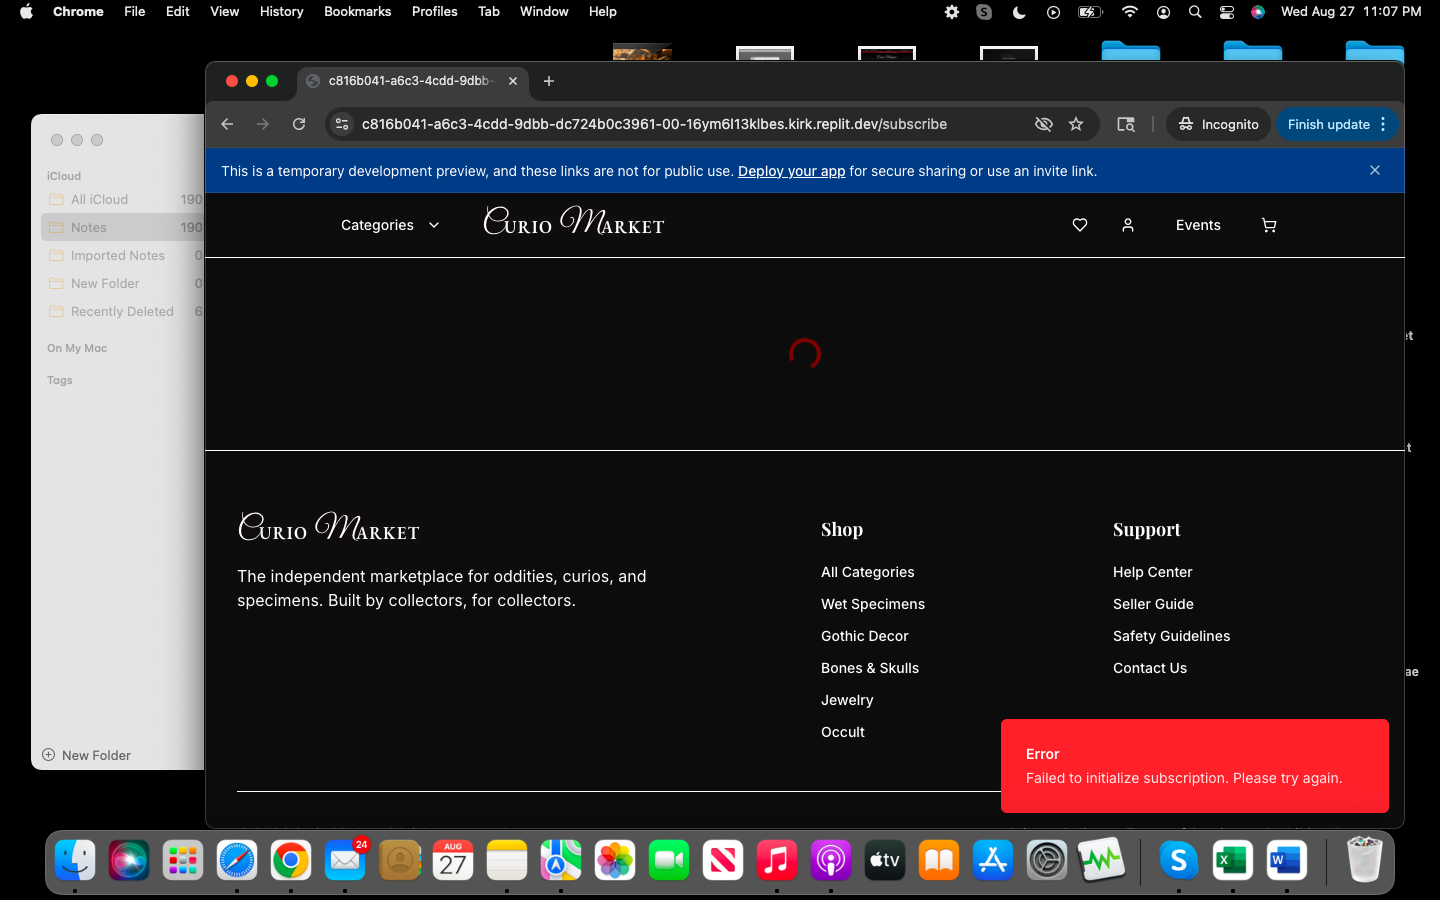 Chrome File Edit View History Bookmarks Profiles Tab Window Help Wed Aug 27 11:07 PM
c816b041-a6c3-4cdd-9dbb-
c816b041-a6c3-4cdd-9dbb-dc724b0c3961-00-16ym6l13klbes.kirk.replit.dev/subscribe Incognito Finish update
This is a temporary development preview, and these links are not for public use. Deploy your app for secure sharing or use an invite link.
Categories Curio Market Events
iCloud
All iCloud 190
Notes 190
Imported Notes 0
New Folder 0
Recently Deleted 6
On My Mac
Tags
New Folder
Curio Market
The independent marketplace for oddities, curios, and
specimens. Built by collectors, for collectors.
Shop
All Categories
Wet Specimens
Gothic Decor
Bones & Skulls
Jewelry
Occult
Support
Help Center
Seller Guide
Safety Guidelines
Contact Us
Error
Failed to initialize subscription. Please try again.
et
t
ae
24
AUG
27
tv
S
X
W